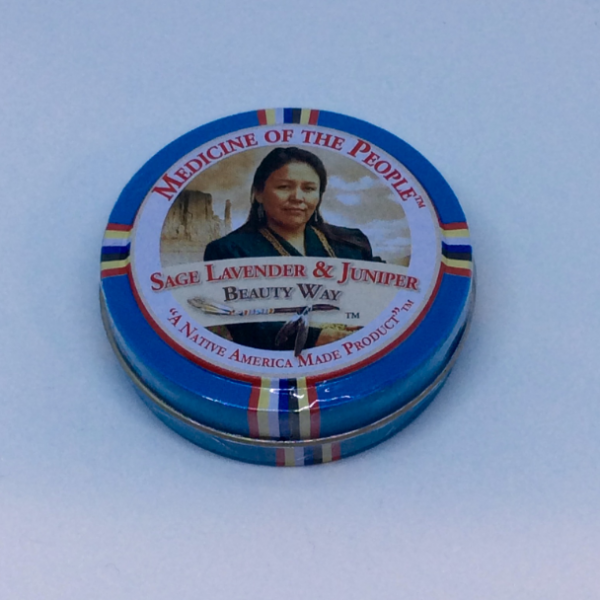 MEDICINE OF THE PEOPLE™
SAGE LAVENDER & JUNIPER
BEAUTY WAY
TM
"A NATIVE AMERICA MADE PRODUCT"™